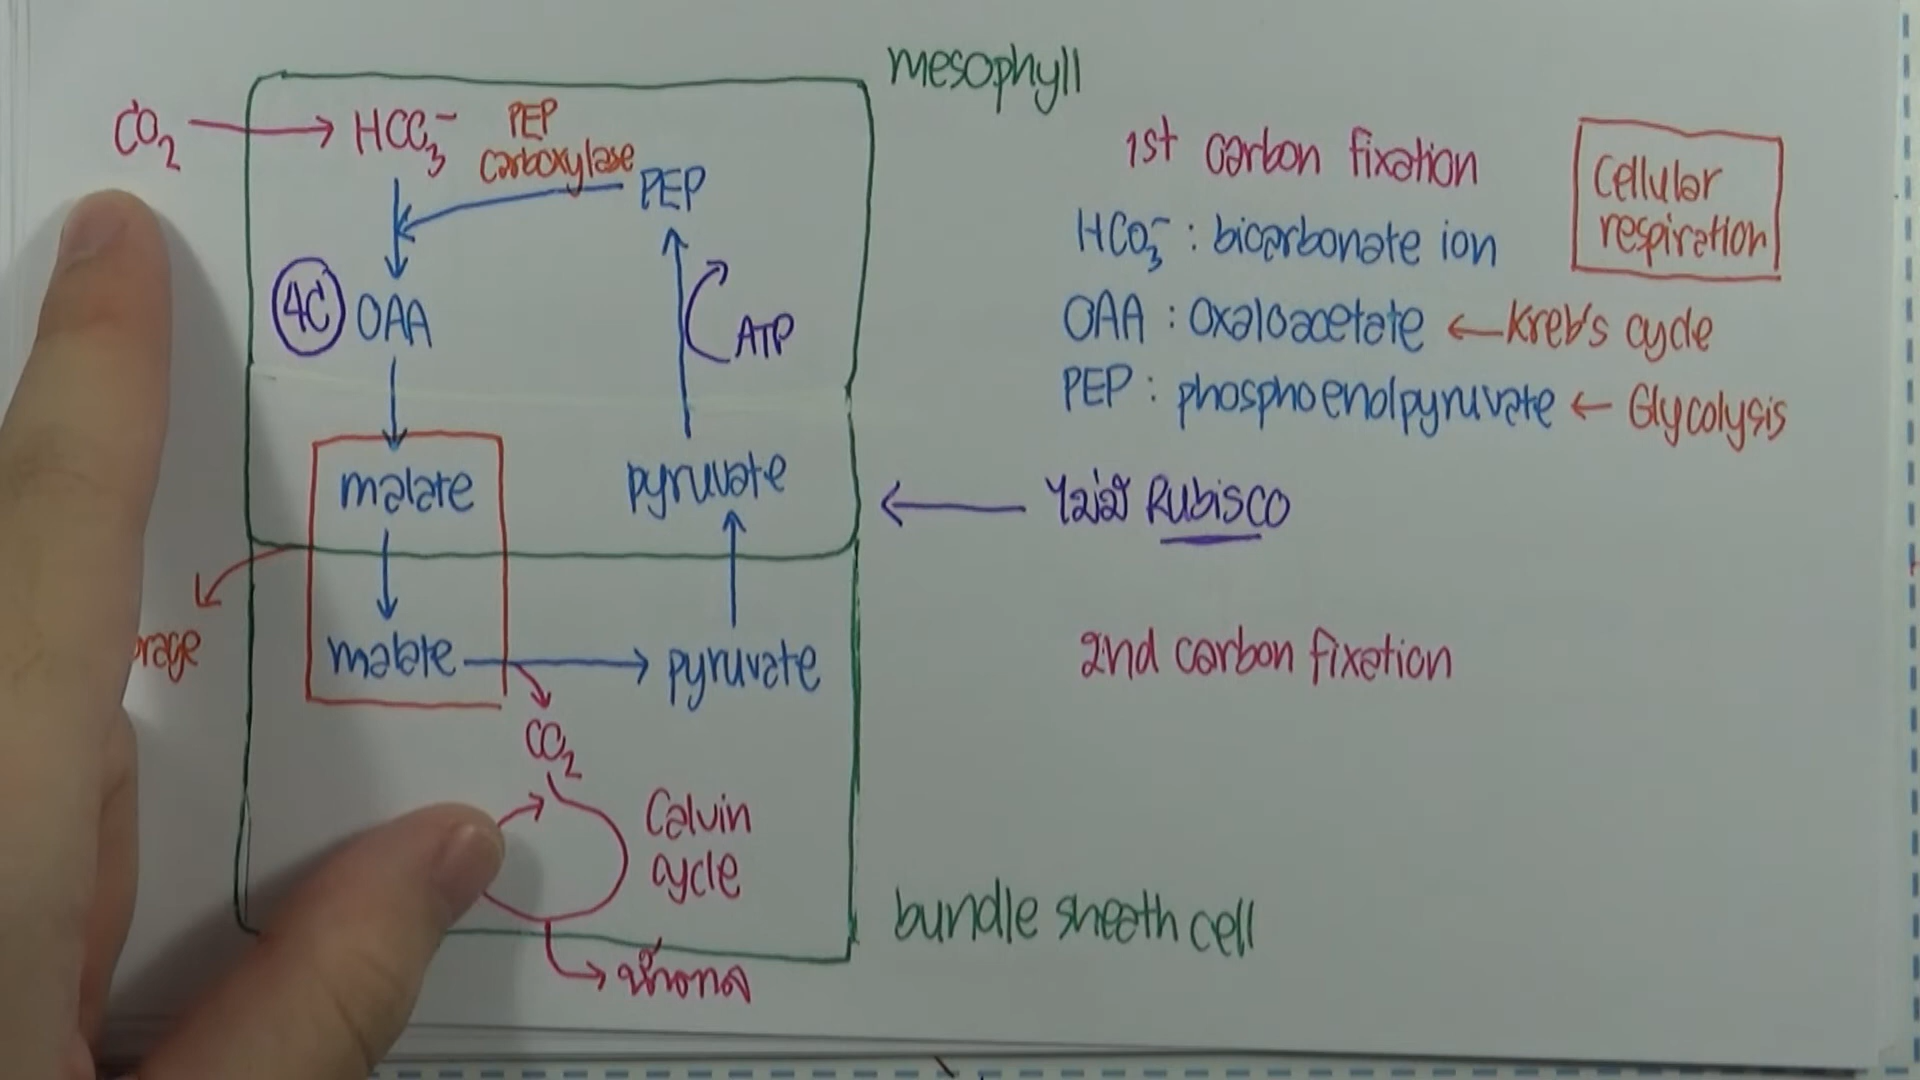 mesophyll
CO2
HCO3-
PEP
carboxylase
PEP
4C
OAA
ATP
malate
pyruvate
malate
pyruvate
CO2
Calvin
cycle
น้ำตาล
bundle sheath cell
1st carbon fixation
HCO3- : bicarbonate ion
OAA : Oxaloacetate ← Kreb's cycle
PEP : phosphoenolpyruvate ← Glycolysis
Cellular
respiration
ไม่มี Rubisco
2nd carbon fixation